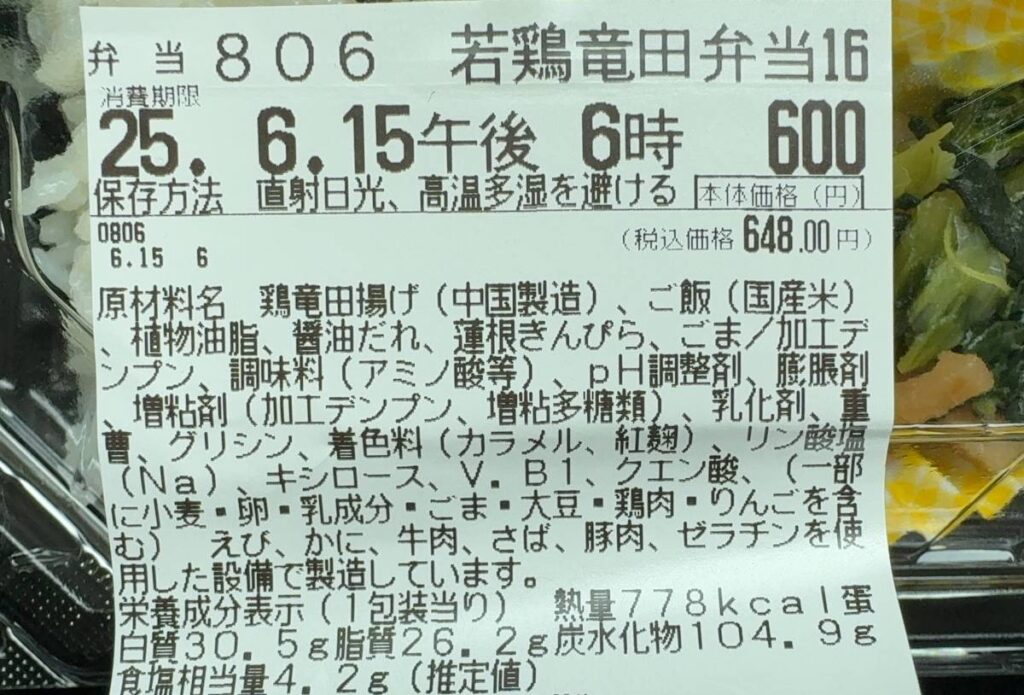 弁当 806 若鶏竜田弁当16
消費期限
25. 6.15午後 6時 600
保存方法 直射日光、高温多湿を避ける 本体価格(円)
0806 (税込価格 648.00円)
6.15 6
原材料名 鶏竜田揚げ(中国製造)、ご飯(国産米)
、植物油脂、醤油だれ、蓮根きんぴら、ごま/加工デ
ンプン、調味料(アミノ酸等)、pH調整剤、膨脹剤
、増粘剤(加工デンプン、増粘多糖類)、乳化剤、重
曹、グリシン、着色料(カラメル、紅麹)、リン酸塩
(Na)、キシロース、V.B1、クエン酸、(一部
に小麦・卵・乳成分・ごま・大豆・鶏肉・りんごを含
む) えび、かに、牛肉、さば、豚肉、ゼラチンを使
用した設備で製造しています。
栄養成分表示(1包装当り) 熱量778kcal蛋
白質30.5g脂質26.2g炭水化物104.9g
食塩相当量4.2g(推定値)